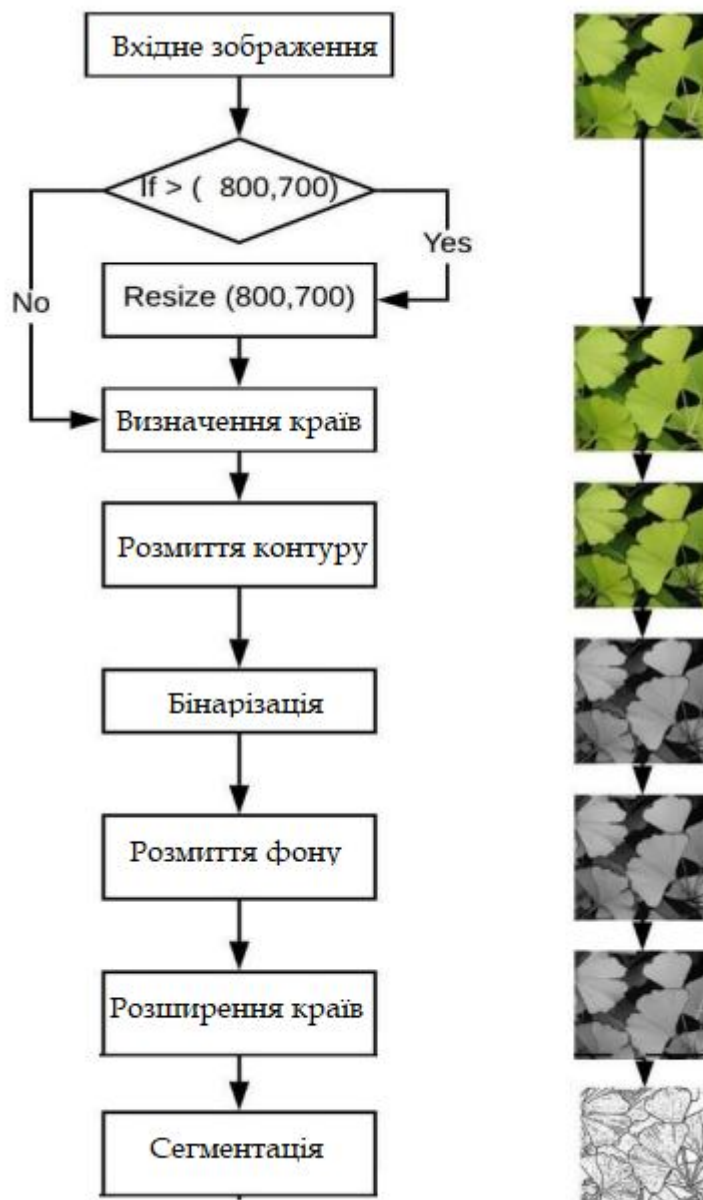 Вхідне зображення
If > ( 800,700)
Yes
No
Resize (800,700)
Визначення країв
Розмиття контуру
Бінарізація
Розмиття фону
Розширення країв
Сегментація